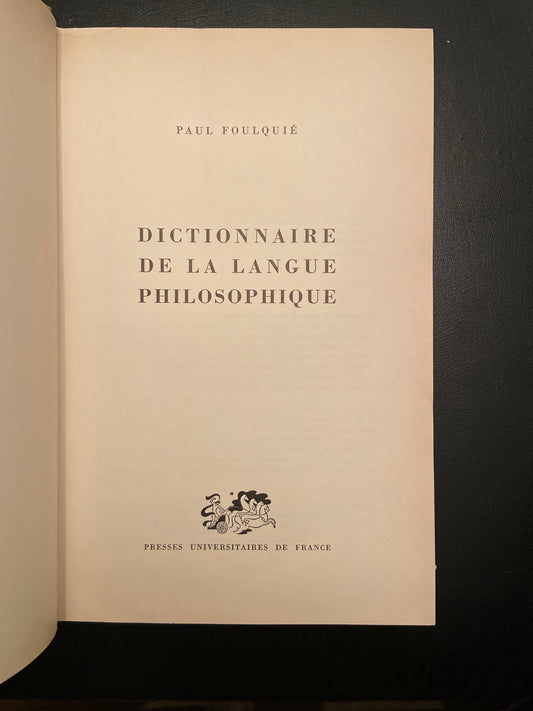 PAUL FOULQUIÉ
DICTIONNAIRE
DE LA LANGUE
PHILOSOPHIQUE
PRESSES UNIVERSITAIRES DE FRANCE